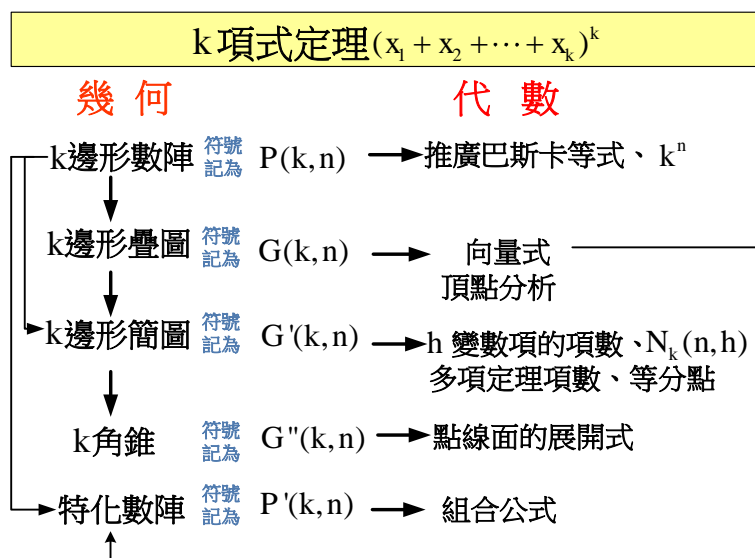 k項式定理(x₁ + x₂ + ⋯ + xₖ)ᵏ
幾何 代數
k邊形數陣 符號記為 P(k,n) 推廣巴斯卡等式、kⁿ
k邊形疊圖 符號記為 G(k,n) 向量式
頂點分析
k邊形簡圖 符號記為 G'(k,n) h 變數項的項數、Nₖ(n,h)
多項定理項數、等分點
k角錐 符號記為 G"(k,n) 點線面的展開式
特化數陣 符號記為 P'(k,n) 組合公式